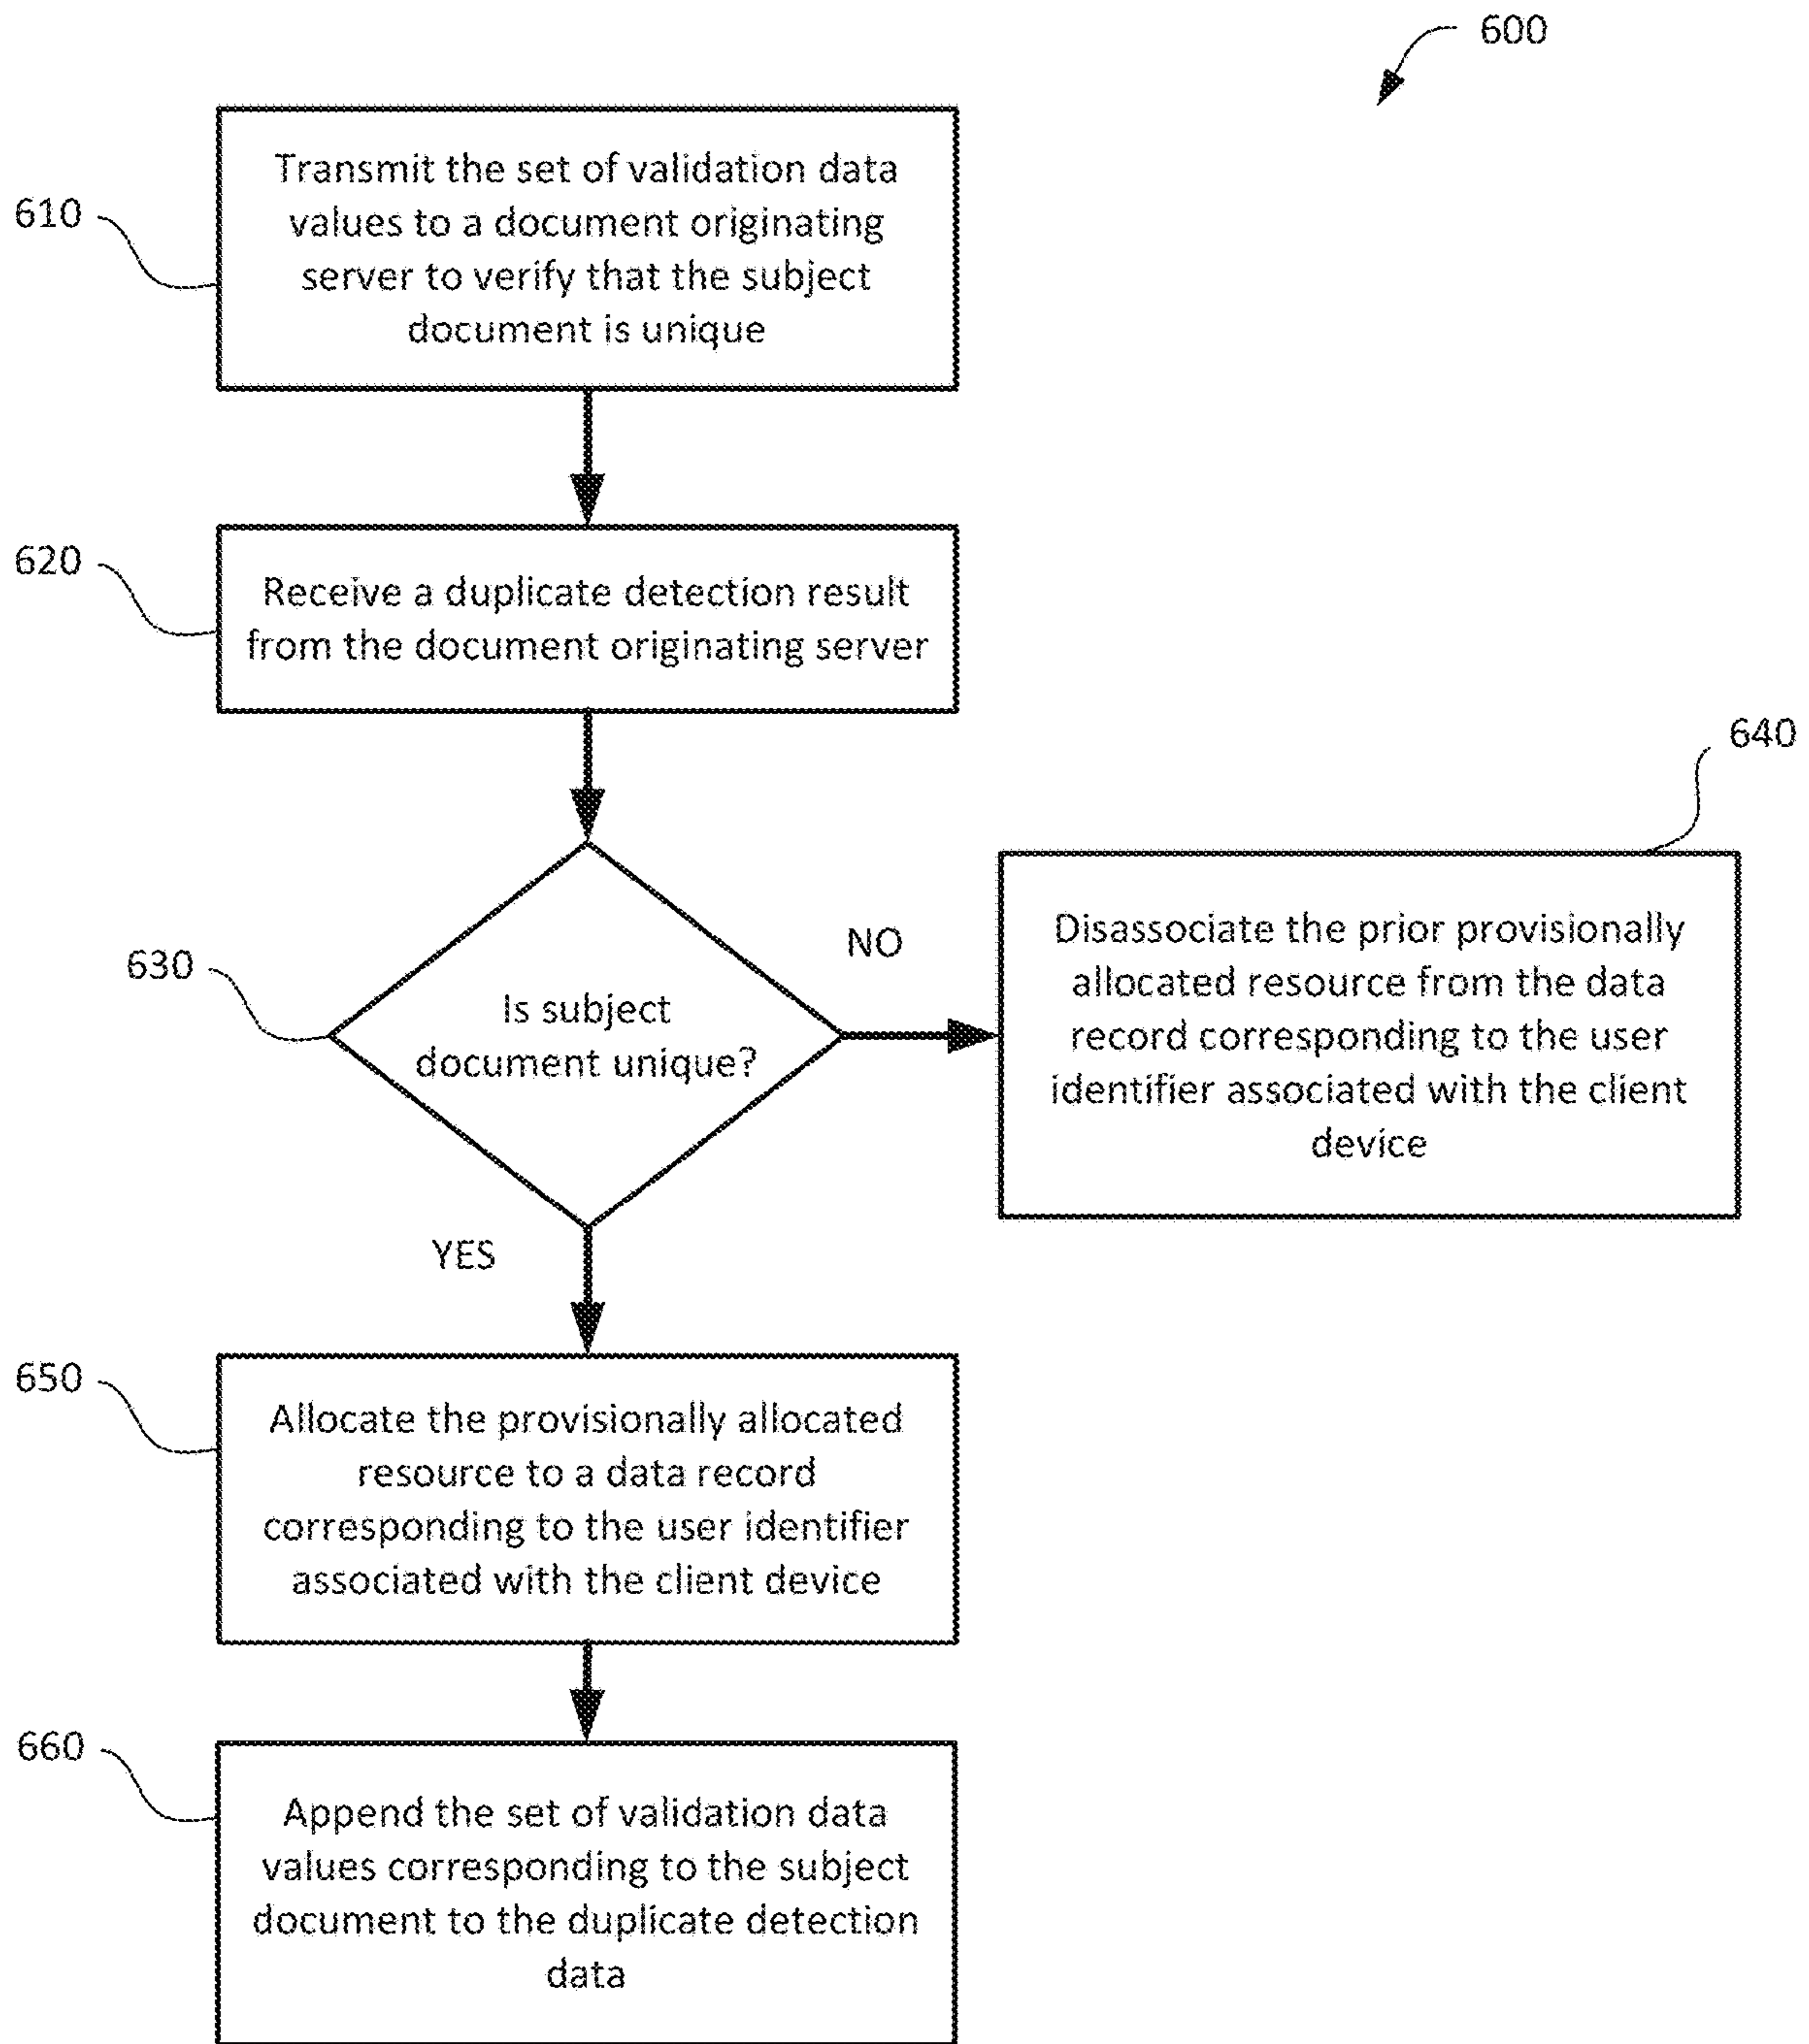 600
610
Transmit the set of validation data
values to a document originating
server to verify that the subject
document is unique
620
Receive a duplicate detection result
from the document originating server
630
Is subject
document unique?
NO
640
Disassociate the prior provisionally
allocated resource from the data
record corresponding to the user
identifier associated with the client
device
YES
650
Allocate the provisionally allocated
resource to a data record
corresponding to the user identifier
associated with the client device
660
Append the set of validation data
values corresponding to the subject
document to the duplicate detection
data